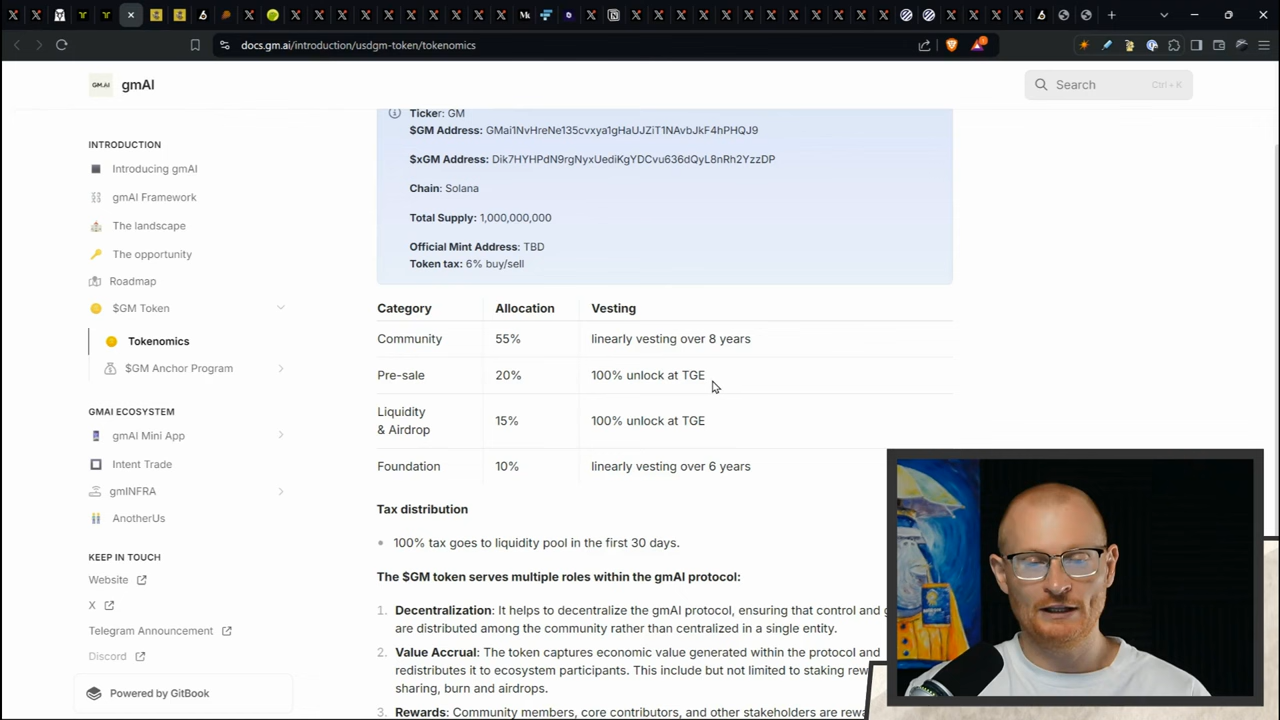 docs.gm.ai/introduction/usdgm-token/tokenomics
GM.AI
gmAI
Search
Ctrl + K
INTRODUCTION
Introducing gmAI
gmAI Framework
The landscape
The opportunity
Roadmap
$GM Token
Tokenomics
$GM Anchor Program
GMAI ECOSYSTEM
gmAI Mini App
Intent Trade
gmINFRA
AnotherUs
KEEP IN TOUCH
Website
X
Telegram Announcement
Discord
Powered by GitBook
Ticker: GM
$GM Address: GMai1NvHreNe135cvxya1gHaUJZiT1NAvbJkF4hPHQJ9
$xGM Address: Dik7HYHPdN9rgNyxUediKgYDCvu636dQyL8nRh2YzzDP
Chain: Solana
Total Supply: 1,000,000,000
Official Mint Address: TBD
Token tax: 6% buy/sell
Category Allocation Vesting
Community 55% linearly vesting over 8 years
Pre-sale 20% 100% unlock at TGE
Liquidity
& Airdrop 15% 100% unlock at TGE
Foundation 10% linearly vesting over 6 years
Tax distribution
• 100% tax goes to liquidity pool in the first 30 days.
The $GM token serves multiple roles within the gmAI protocol:
1. Decentralization: It helps to decentralize the gmAI protocol, ensuring that control and
are distributed among the community rather than centralized in a single entity.
2. Value Accrual: The token captures economic value generated within the protocol and
redistributes it to ecosystem participants. This include but not limited to staking
sharing, burn and airdrops.
3. Rewards: Community members, core contributors, and other stakeholders are